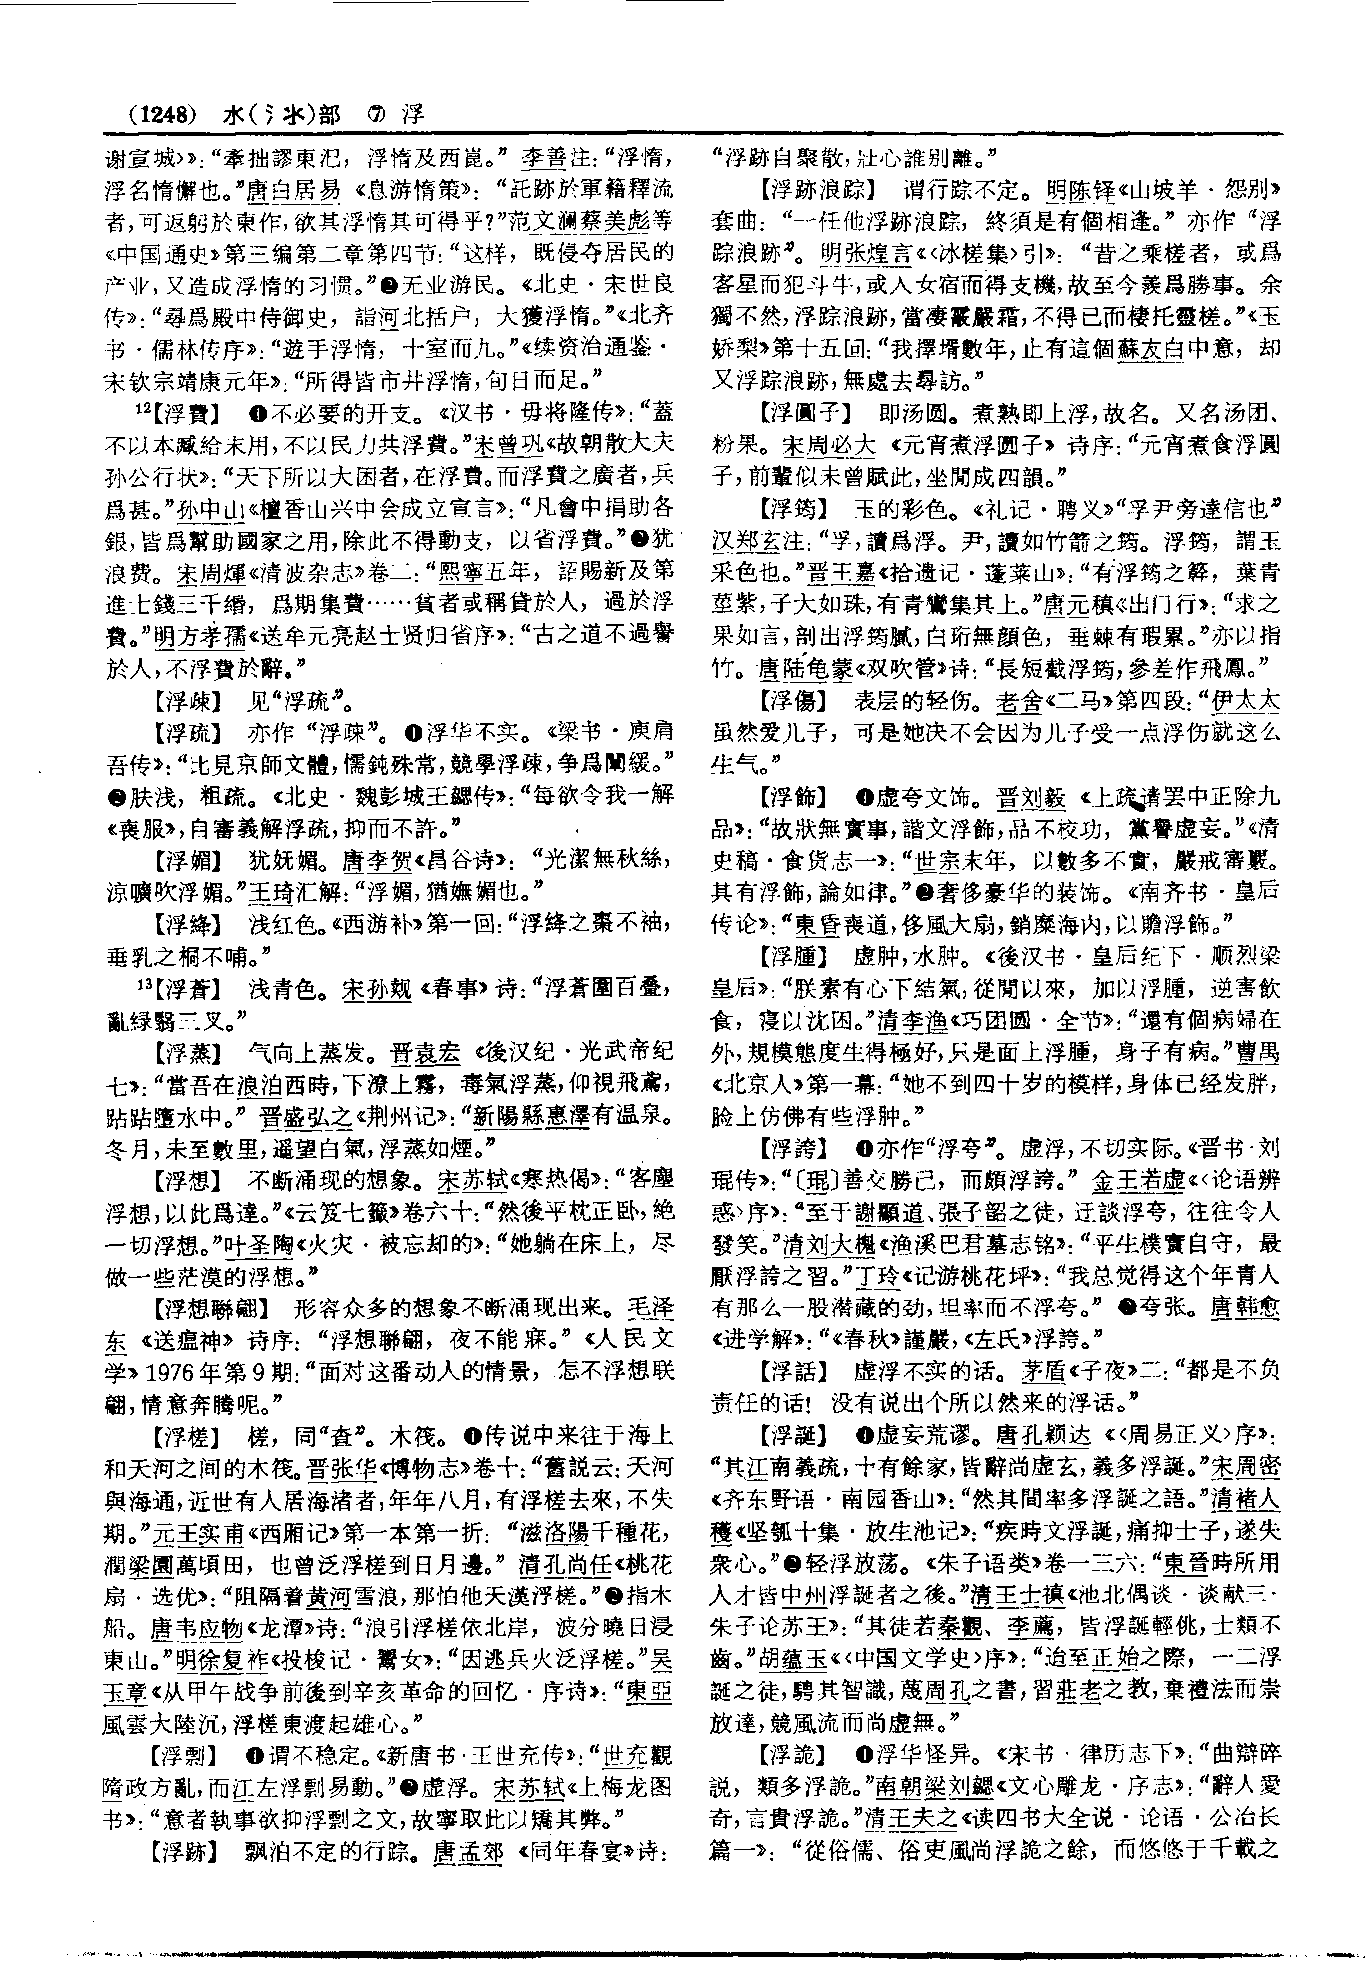 (1248) 水(氵氺)部 ⑦ 浮
谢宣城〉》：“牽拙謬東汜，浮惰及西崑。”李善注：“浮惰，
浮名惰懈也。”唐白居易《息游惰策》：“託跡於軍籍釋流
者，可返躬於東作，欲其浮惰其可得乎？”范文澜蔡美彪等
《中国通史》第三编第二章第四节：“这样，既侵夺居民的
产业，又造成浮惰的习惯。”❷无业游民。《北史·宋世良
传》：“尋爲殿中侍御史，詣河北括户，大獲浮惰。”《北齐
书·儒林传序》：“遊手浮惰，十室而九。”《续资治通鉴·
宋钦宗靖康元年》：“所得皆市井浮惰，旬日而足。”
12【浮費】 ❶不必要的开支。《汉书·毋将隆传》：“蓋
不以本臧給末用，不以民力共浮費。”宋曾巩《故朝散大夫
孙公行状》：“天下所以大困者，在浮費。而浮費之廣者，兵
爲甚。”孙中山《檀香山兴中会成立宣言》：“凡會中捐助各
銀，皆爲幫助國家之用，除此不得動支，以省浮費。”❷犹
浪费。宋周煇《清波杂志》卷二：“熙寧五年，詔賜新及第
進士錢三千緡，爲期集費……貧者或稱貸於人，過於浮
費。”明方孝孺《送牟元亮赵士贤归省序》：“古之道不過譽
於人，不浮費於辭。”
【浮疎】 见“浮疏”。
【浮疏】 亦作“浮疎”。❶浮华不实。《梁书·庾肩
吾传》：“比見京師文體，儒鈍殊常，競學浮疎，争爲闡緩。”
❷肤浅，粗疏。《北史·魏彭城王勰传》：“每欲令我一解
《喪服》，自審義解浮疏，抑而不許。”
【浮媚】 犹妩媚。唐李贺《昌谷诗》：“光潔無秋絲，
涼曠吹浮媚。”王琦汇解：“浮媚，猶嫵媚也。”
【浮絳】 浅红色。《西游补》第一回：“浮絳之棗不袖，
垂乳之桐不哺。”
13【浮蒼】 浅青色。宋孙觌《春事》诗：“浮蒼圍百叠，
亂緑翳三叉。”
【浮蒸】 气向上蒸发。晋袁宏《後汉纪·光武帝纪
七》：“當吾在浪泊西時，下潦上霧，毒氣浮蒸，仰視飛鳶，
跕跕墮水中。”晋盛弘之《荆州记》：“新陽縣惠澤有温泉。
冬月，未至數里，遥望白氣，浮蒸如煙。”
【浮想】 不断涌现的想象。宋苏轼《寒热偈》：“客塵
浮想，以此爲達。”《云笈七籤》卷六十：“然後平枕正卧，絶
一切浮想。”叶圣陶《火灾·被忘却的》：“她躺在床上，尽
做一些茫漠的浮想。”
【浮想聯翩】 形容众多的想象不断涌现出来。毛泽
东《送瘟神》诗序：“浮想聯翩，夜不能寐。”《人民文
学》1976年第9期：“面对这番动人的情景，怎不浮想联
翩，情意奔腾呢。”
【浮槎】 槎，同“查”。木筏。❶传说中来往于海上
和天河之间的木筏。晋张华《博物志》卷十：“舊説云：天河
與海通，近世有人居海渚者，年年八月，有浮槎去來，不失
期。”元王实甫《西厢记》第一本第一折：“滋洛陽千種花，
潤梁園萬頃田，也曾泛浮槎到日月邊。”清孔尚任《桃花
扇·选优》：“阻隔着黄河雪浪，那怕他天漢浮槎。”❷指木
船。唐韦应物《龙潭》诗：“浪引浮槎依北岸，波分曉日浸
東山。”明徐复祚《投梭记·鬻女》：“因逃兵火泛浮槎。”吴
玉章《从甲午战争前後到辛亥革命的回忆·序诗》：“東亞
風雲大陸沉，浮槎東渡起雄心。”
【浮剽】 ❶谓不稳定。《新唐书·王世充传》：“世充觀
隋政方亂，而江左浮剽易動。”❷虚浮。宋苏轼《上梅龙图
书》：“意者執事欲抑浮剽之文，故寧取此以矯其弊。”
【浮跡】 飘泊不定的行踪。唐孟郊《同年春宴》诗：
“浮跡自聚散，壯心誰别離。”
【浮跡浪踪】 谓行踪不定。明陈铎《山坡羊·怨别》
套曲：“一任他浮跡浪踪，終須是有個相逢。”亦作“浮
踪浪跡”。明张煌言《〈冰槎集〉引》：“昔之乘槎者，或爲
客星而犯斗牛，或入女宿而得支機，故至今羨爲勝事。余
獨不然，浮踪浪跡，當凄霰嚴霜，不得已而棲托靈槎。”《玉
娇梨》第十五回：“我擇壻數年，止有這個蘇友白中意，却
又浮踪浪跡，無處去尋訪。”
【浮圓子】 即汤圆。煮熟即上浮，故名。又名汤团、
粉果。宋周必大《元宵煮浮圆子》诗序：“元宵煮食浮圓
子，前輩似未曾賦此，坐閒成四韻。”
【浮筠】 玉的彩色。《礼记·聘义》“孚尹旁達信也”
汉郑玄注：“孚，讀爲浮。尹，讀如竹箭之筠。浮筠，謂玉
采色也。”晋王嘉《拾遗记·蓬莱山》：“有浮筠之簳，葉青
莖紫，子大如珠，有青鸞集其上。”唐元稹《出门行》：“求之
果如言，剖出浮筠膩，白珩無顔色，垂棘有瑕累。”亦以指
竹。唐陆龟蒙《双吹管》诗：“長短截浮筠，參差作飛鳳。”
【浮傷】 表层的轻伤。老舍《二马》第四段：“伊太太
虽然爱儿子，可是她决不会因为儿子受一点浮伤就这么
生气。”
【浮飾】 ❶虚夸文饰。晋刘毅《上疏请罢中正除九
品》：“故狀無實事，諧文浮飾，品不校功，黨譽虚妄。”《清
史稿·食货志一》：“世宗末年，以數多不實，嚴戒審覈。
其有浮飾，論如律。”❷奢侈豪华的装饰。《南齐书·皇后
传论》：“東昏喪道，侈風大扇，銷糜海内，以贍浮飾。”
【浮腫】 虚肿，水肿。《後汉书·皇后纪下·顺烈梁
皇后》：“朕素有心下結氣，從閒以來，加以浮腫，逆害飲
食，寖以沈困。”清李渔《巧团圆·全节》：“還有個病婦在
外，規模態度生得極好，只是面上浮腫，身子有病。”曹禺
《北京人》第一幕：“她不到四十岁的模样，身体已经发胖，
脸上仿佛有些浮肿。”
【浮誇】 ❶亦作“浮夸”。虚浮，不切实际。《晋书·刘
琨传》：“〔琨〕善交勝己，而頗浮誇。”金王若虚《〈论语辨
惑〉序》：“至于謝顯道、張子韶之徒，迂談浮夸，往往令人
發笑。”清刘大櫆《渔溪巴君墓志铭》：“平生樸實自守，最
厭浮誇之習。”丁玲《记游桃花坪》：“我总觉得这个年青人
有那么一股潜藏的劲，坦率而不浮夸。”❷夸张。唐韩愈
《进学解》：“《春秋》謹嚴，《左氏》浮誇。”
【浮話】 虚浮不实的话。茅盾《子夜》二：“都是不负
责任的话！没有说出个所以然来的浮话。”
【浮誕】 ❶虚妄荒谬。唐孔颖达《〈周易正义〉序》：
“其江南義疏，十有餘家，皆辭尚虚玄，義多浮誕。”宋周密
《齐东野语·南园香山》：“然其間率多浮誕之語。”清褚人
穫《坚瓠十集·放生池记》：“疾時文浮誕，痛抑士子，遂失
衆心。”❷轻浮放荡。《朱子语类》卷一三六：“東晉時所用
人才皆中州浮誕者之後。”清王士禛《池北偶谈·谈献三·
朱子论苏王》：“其徒若秦觀、李廌，皆浮誕輕佻，士類不
齒。”胡蕴玉《〈中国文学史〉序》：“迨至正始之際，一二浮
誕之徒，騁其智識，蔑周孔之書，習莊老之教，棄禮法而崇
放達，競風流而尚虚無。”
【浮詭】 ❶浮华怪异。《宋书·律历志下》：“曲辯碎
説，類多浮詭。”南朝梁刘勰《文心雕龙·序志》：“辭人愛
奇，言貴浮詭。”清王夫之《读四书大全说·论语·公冶长
篇一》：“從俗儒、俗吏風尚浮詭之餘，而悠悠于千載之